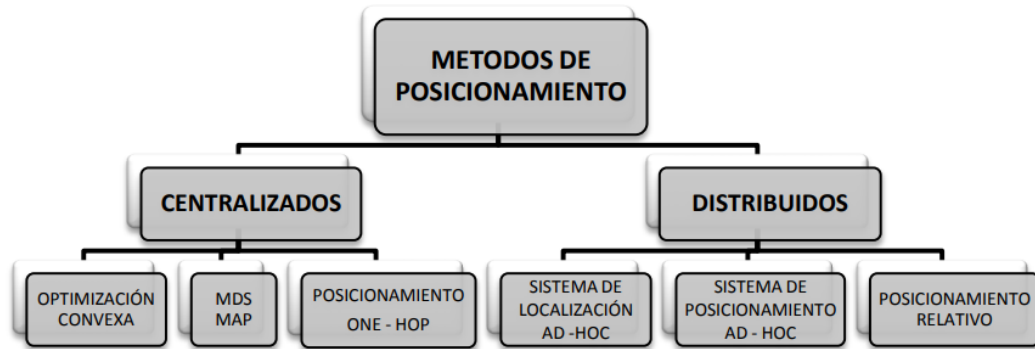 METODOS DE
POSICIONAMIENTO
CENTRALIZADOS
DISTRIBUIDOS
OPTIMIZACIÓN
CONVEXA
MDS
MAP
POSICIONAMIENTO
ONE - HOP
SISTEMA DE
LOCALIZACIÓN
AD -HOC
SISTEMA DE
POSICIONAMIENTO
AD - HOC
POSICIONAMIENTO
RELATIVO